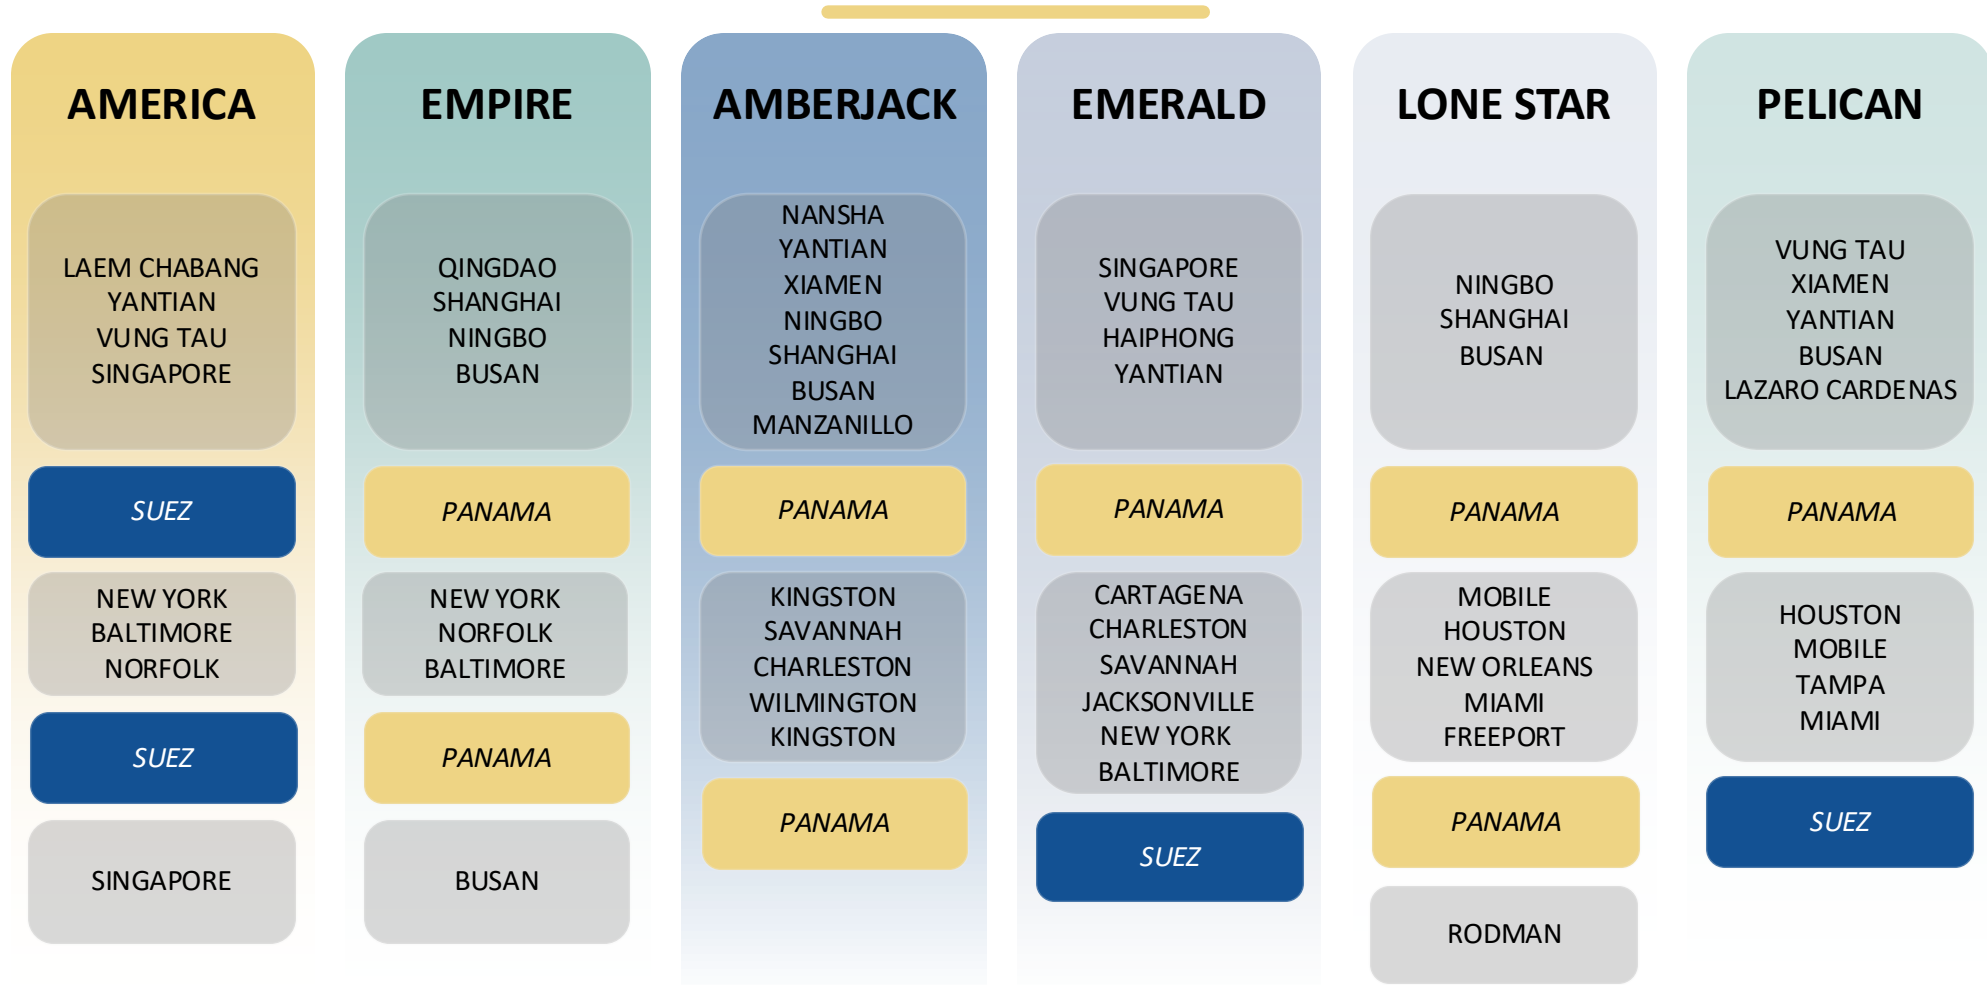 AMERICA
LAEM CHABANG
YANTIAN
VUNG TAU
SINGAPORE
SUEZ
NEW YORK
BALTIMORE
NORFOLK
SUEZ
SINGAPORE
EMPIRE
QINGDAO
SHANGHAI
NINGBO
BUSAN
PANAMA
NEW YORK
NORFOLK
BALTIMORE
PANAMA
BUSAN
AMBERJACK
NANSHA
YANTIAN
XIAMEN
NINGBO
SHANGHAI
BUSAN
MANZANILLO
PANAMA
KINGSTON
SAVANNAH
CHARLESTON
WILMINGTON
KINGSTON
PANAMA
EMERALD
SINGAPORE
VUNG TAU
HAIPHONG
YANTIAN
PANAMA
CARTAGENA
CHARLESTON
SAVANNAH
JACKSONVILLE
NEW YORK
BALTIMORE
SUEZ
LONE STAR
NINGBO
SHANGHAI
BUSAN
PANAMA
MOBILE
HOUSTON
NEW ORLEANS
MIAMI
FREEPORT
PANAMA
RODMAN
PELICAN
VUNG TAU
XIAMEN
YANTIAN
BUSAN
LAZARO CARDENAS
PANAMA
HOUSTON
MOBILE
TAMPA
MIAMI
SUEZ